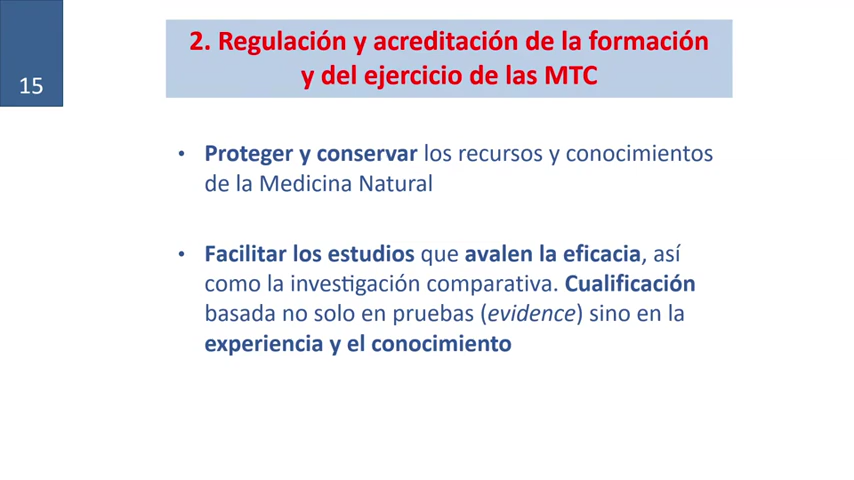 15
2. Regulación y acreditación de la formación
y del ejercicio de las MTC
• Proteger y conservar los recursos y conocimientos
de la Medicina Natural
• Facilitar los estudios que avalen la eficacia, así
como la investigación comparativa. Cualificación
basada no solo en pruebas (evidence) sino en la
experiencia y el conocimiento